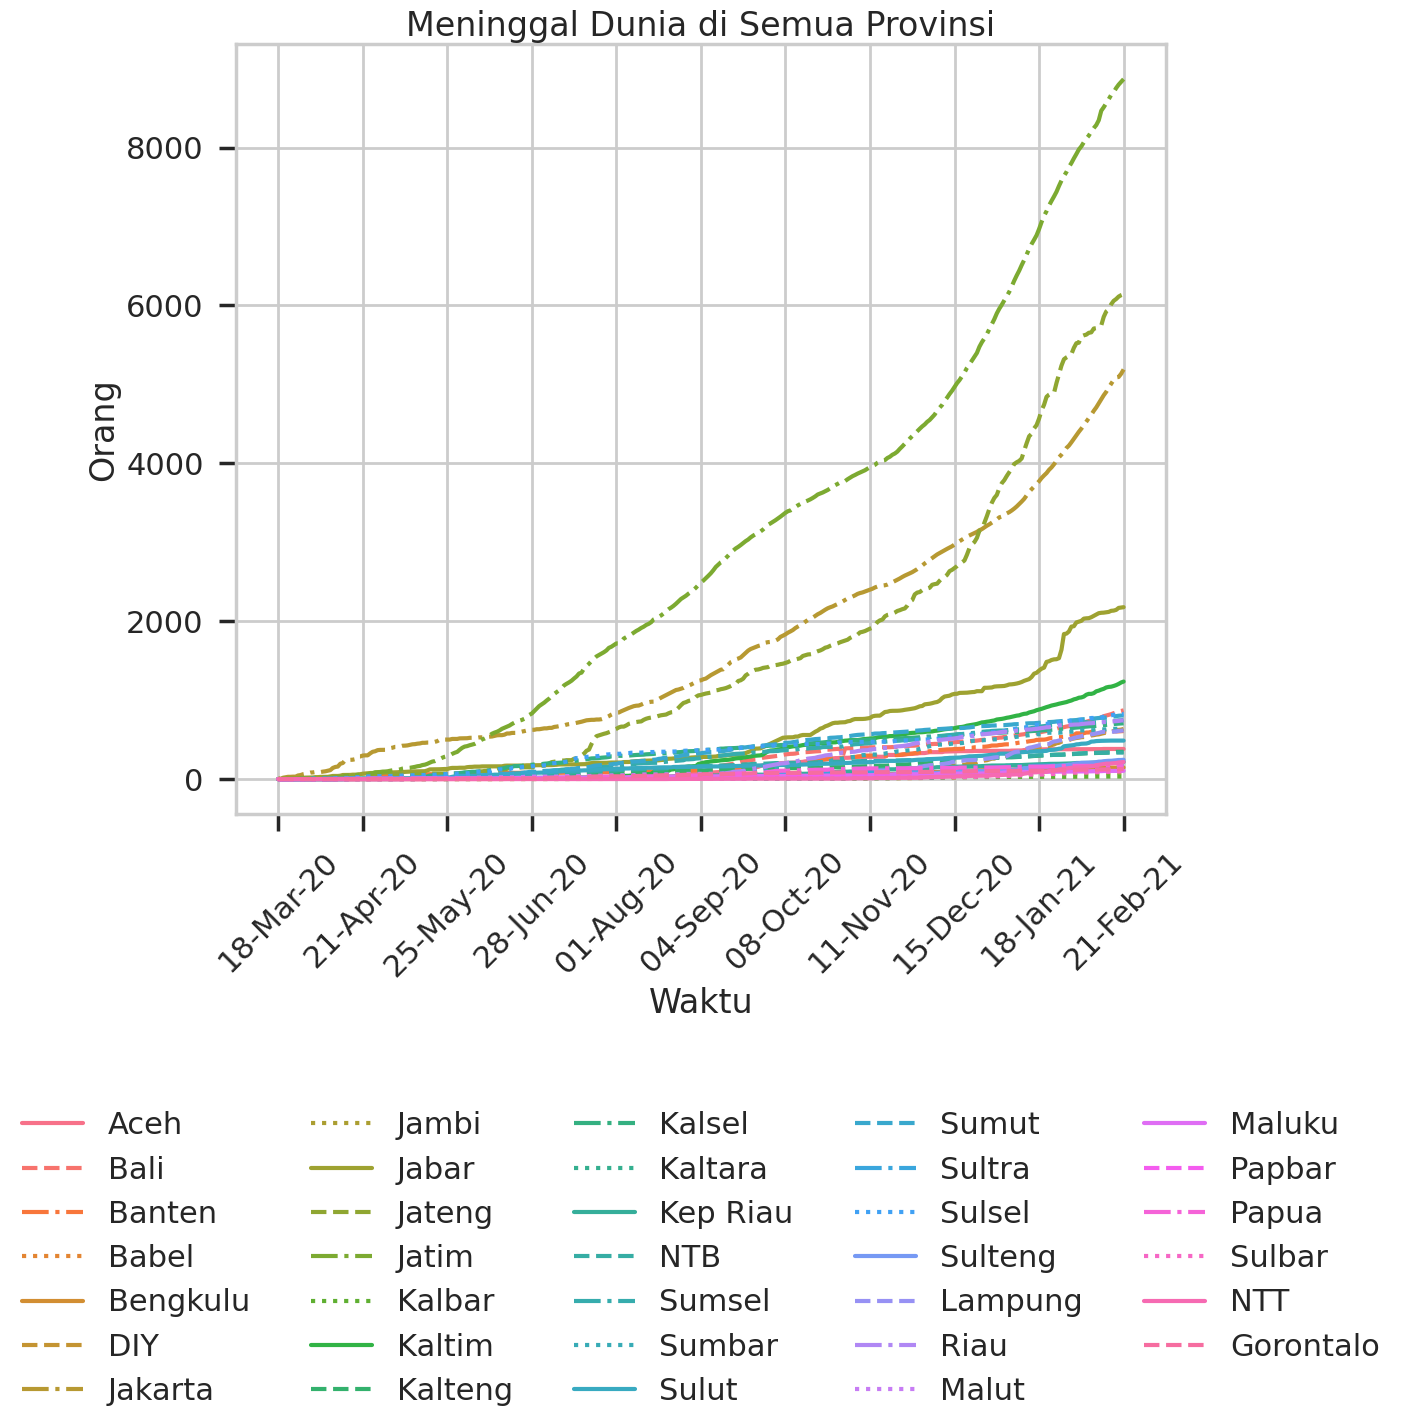 Meninggal Dunia di Semua Provinsi
8000
6000
4000
2000
0
Orang
18-Mar-20
21-Apr-20
25-May-20
28-Jun-20
01-Aug-20
04-Sep-20
08-Oct-20
11-Nov-20
15-Dec-20
18-Jan-21
21-Feb-21
Waktu
Aceh
Bali
Banten
Babel
Bengkulu
DIY
Jakarta
Jambi
Jabar
Jateng
Jatim
Kalbar
Kaltim
Kalteng
Kalsel
Kaltara
Kep Riau
NTB
Sumsel
Sumbar
Sulut
Sumut
Sultra
Sulsel
Sulteng
Lampung
Riau
Malut
Maluku
Papbar
Papua
Sulbar
NTT
Gorontalo